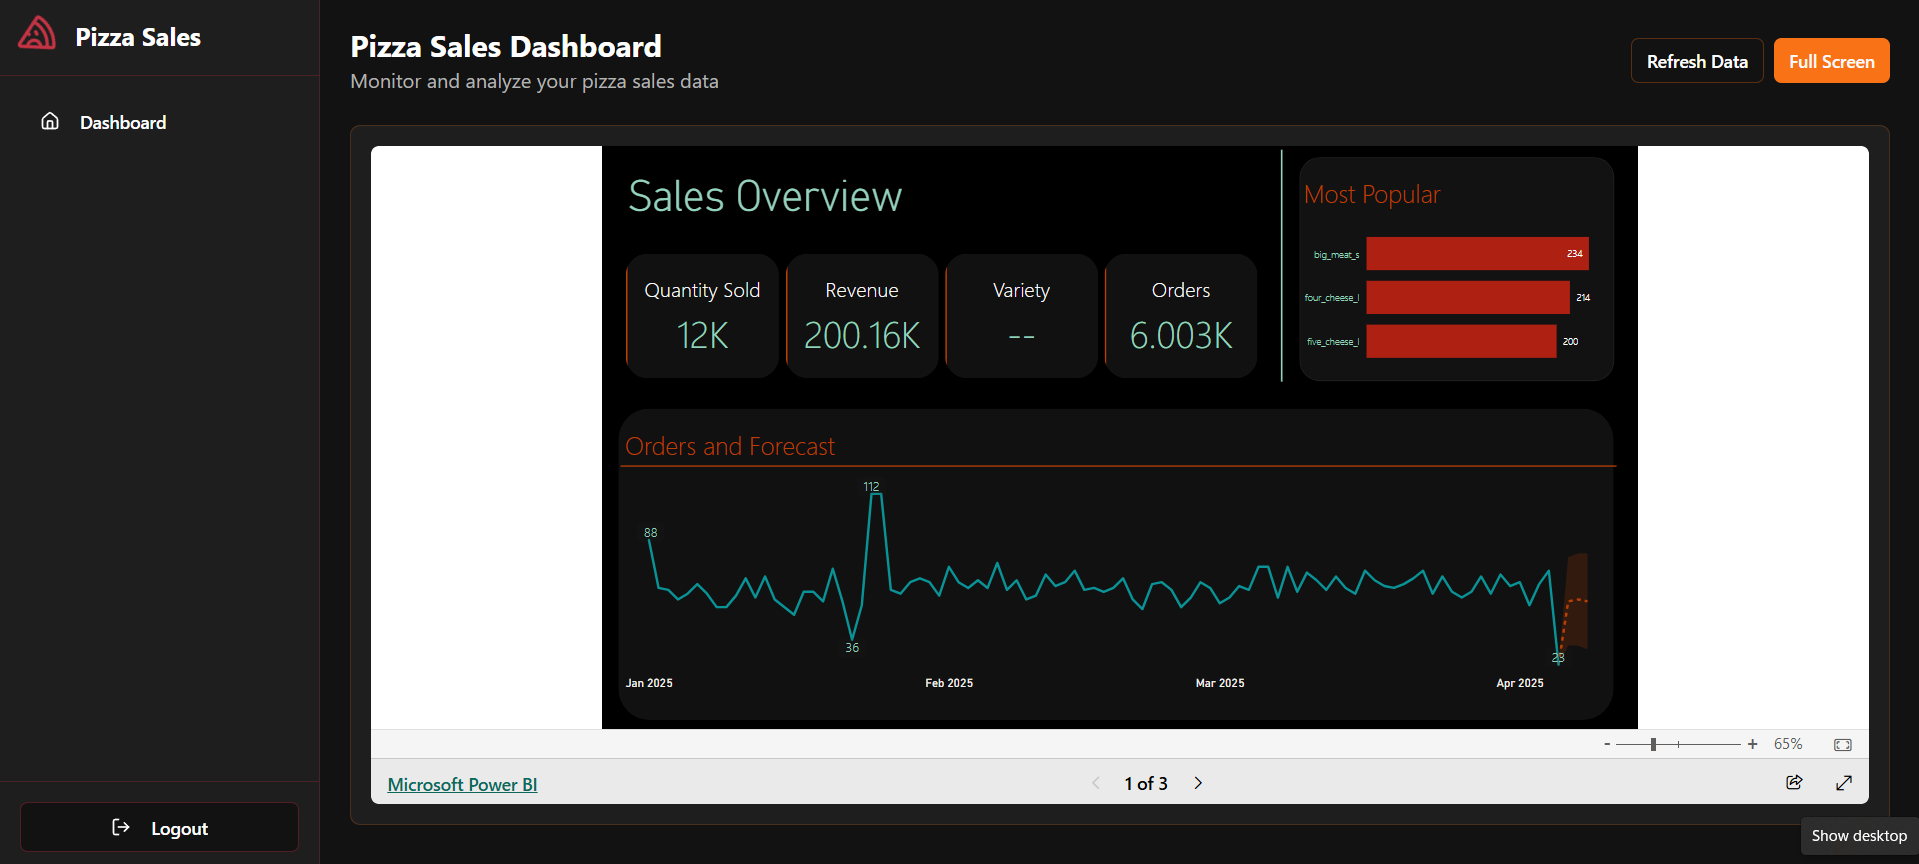 Pizza Sales
Dashboard
Logout
Pizza Sales Dashboard
Monitor and analyze your pizza sales data
Refresh Data
Full Screen
Sales Overview
Quantity Sold
12K
Revenue
200.16K
Variety
--
Orders
6.003K
Most Popular
big_meat_s
234
four_cheese_l
214
five_cheese_l
200
Orders and Forecast
88
112
36
23
Jan 2025
Feb 2025
Mar 2025
Apr 2025
- + 65%
Microsoft Power BI
1 of 3
Show desktop